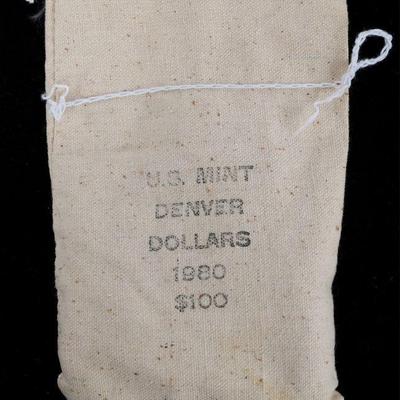 U.S. MINT
DENVER
DOLLARS
1980
$100